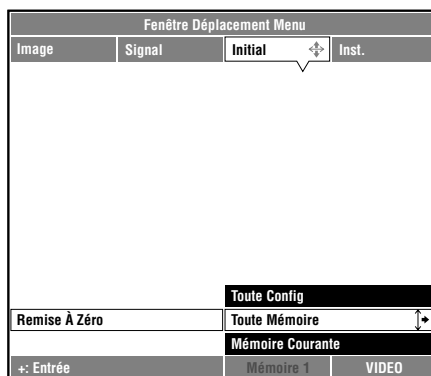 Fenêtre Déplacement Menu
Image Signal Initial Inst.
Toute Config
Remise À Zéro Toute Mémoire
Mémoire Courante
+: Entrée Mémoire 1 VIDEO